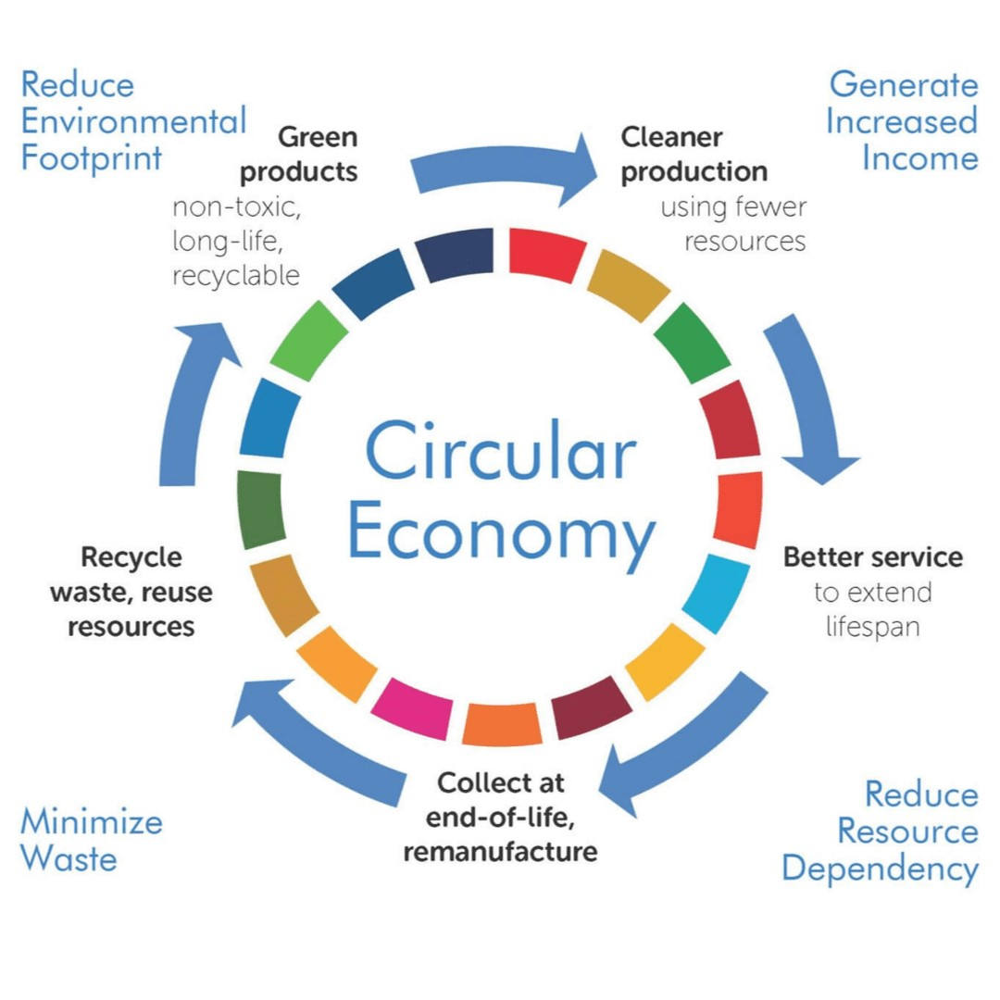 Reduce
Environmental
Footprint
Generate
Increased
Income
Green
products
non-toxic,
long-life,
recyclable
Cleaner
production
using fewer
resources
Circular
Economy
Recycle
waste, reuse
resources
Better service
to extend
lifespan
Collect at
end-of-life,
remanufacture
Minimize
Waste
Reduce
Resource
Dependency